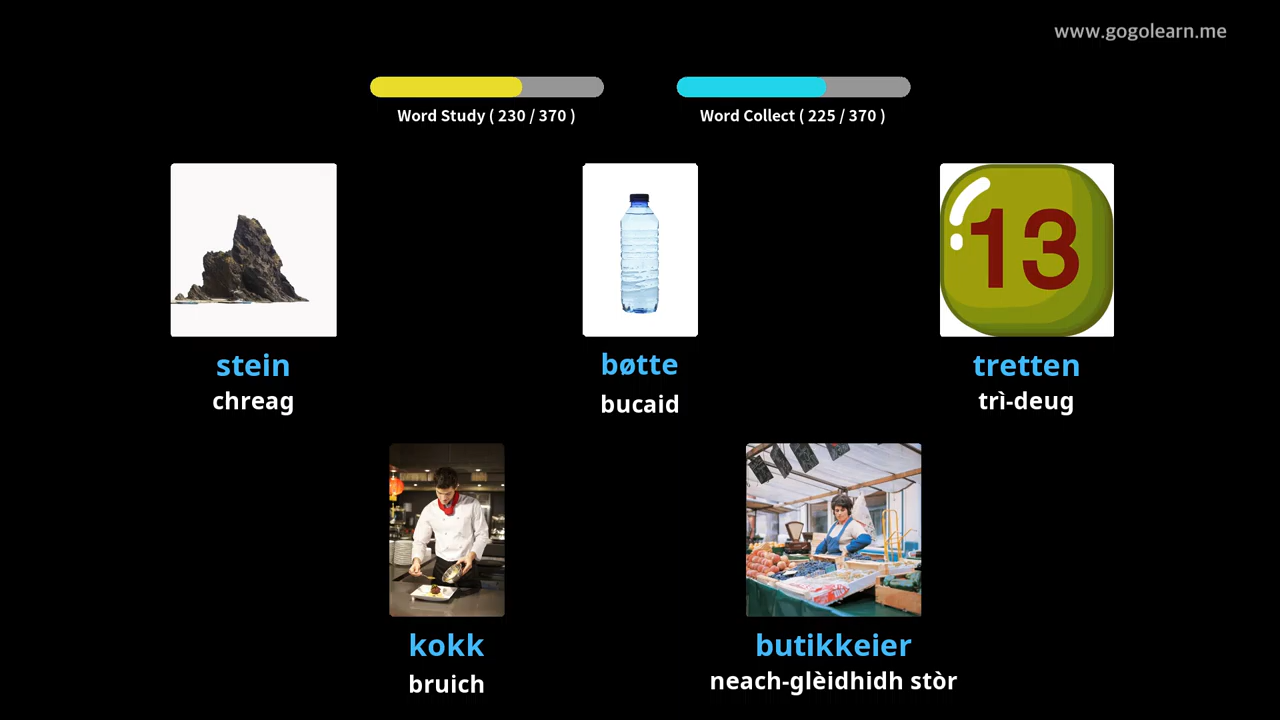 www.gogolearn.me
Word Study ( 230 / 370 )
Word Collect ( 225 / 370 )
13
stein
chreag
bøtte
bucaid
tretten
trì-deug
kokk
bruich
butikkeier
neach-glèidhidh stòr